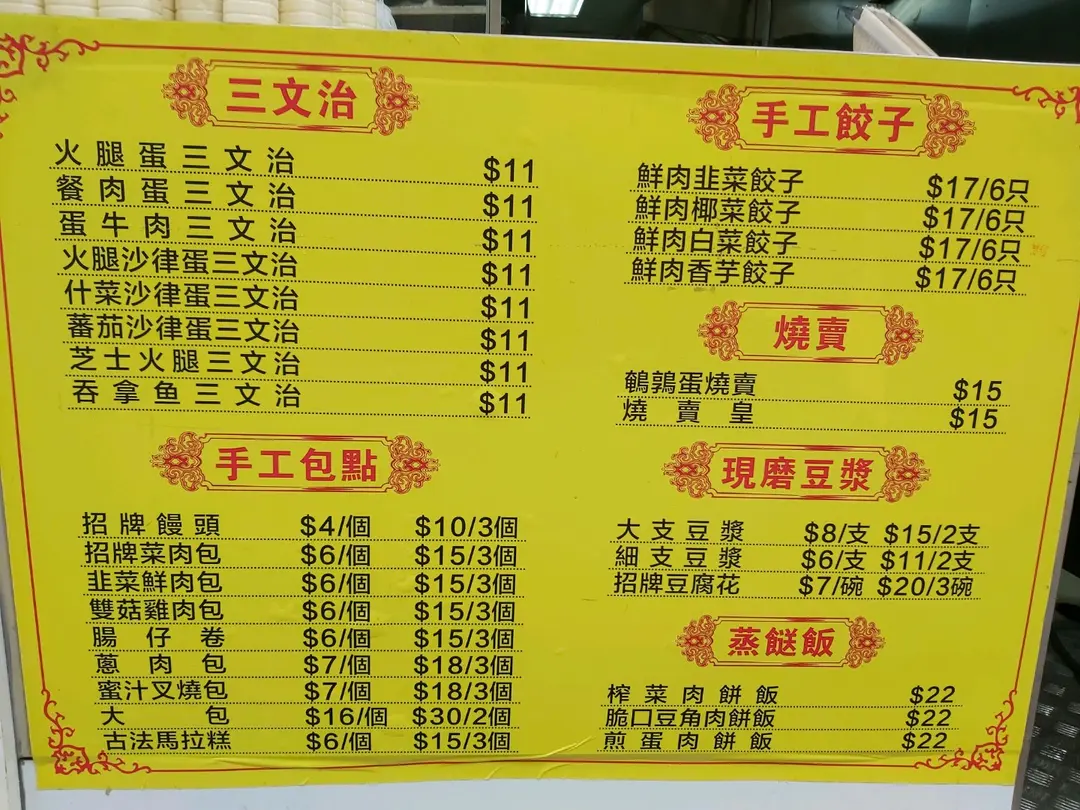 三文治
火腿蛋三文治 $11
餐肉蛋三文治 $11
蛋牛肉三文治 $11
火腿沙律蛋三文治 $11
什菜沙律蛋三文治 $11
蕃茄沙律蛋三文治 $11
芝士火腿三文治 $11
吞拿鱼三文治 $11
手工包點
招牌饅頭 $4/個 $10/3個
招牌菜肉包 $6/個 $15/3個
韭菜鮮肉包 $6/個 $15/3個
雙菇雞肉包 $6/個 $15/3個
腸仔卷 $6/個 $15/3個
蔥肉包 $7/個 $18/3個
蜜汁叉燒包 $7/個 $18/3個
大包 $16/個 $30/2個
古法馬拉糕 $6/個 $15/3個
手工餃子
鮮肉韭菜餃子 $17/6只
鮮肉椰菜餃子 $17/6只
鮮肉白菜餃子 $17/6只
鮮肉香芋餃子 $17/6只
燒賣
鵪鶉蛋燒賣 $15
燒賣皇 $15
現磨豆漿
大支豆漿 $8/支 $15/2支
細支豆漿 $6/支 $11/2支
招牌豆腐花 $7/碗 $20/3碗
蒸餸飯
榨菜肉餅飯 $22
脆口豆角肉餅飯 $22
煎蛋肉餅飯 $22